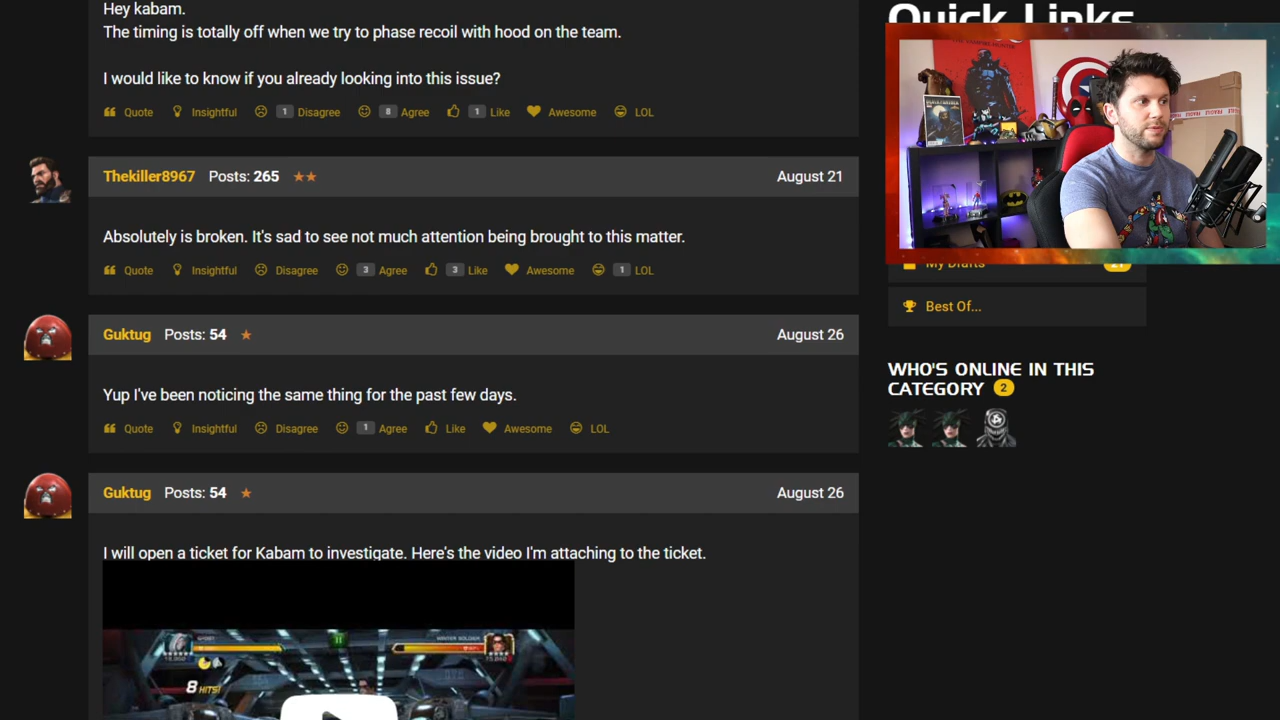 Hey kabam.
The timing is totally off when we try to phase recoil with hood on the team.
I would like to know if you already looking into this issue?
Quote Insightful 1 Disagree 8 Agree 1 Like Awesome LOL
Thekiller8967 Posts: 265 August 21
Absolutely is broken. It's sad to see not much attention being brought to this matter.
Quote Insightful Disagree 3 Agree 3 Like Awesome 1 LOL
Guktug Posts: 54 August 26
Yup I've been noticing the same thing for the past few days.
Quote Insightful Disagree 1 Agree Like Awesome LOL
Guktug Posts: 54 August 26
I will open a ticket for Kabam to investigate. Here's the video I'm attaching to the ticket.
GHOST
WINTER SOLDIER
8 HITS!
Quick Links
My Drafts 21
Best Of...
WHO'S ONLINE IN THIS
CATEGORY 2